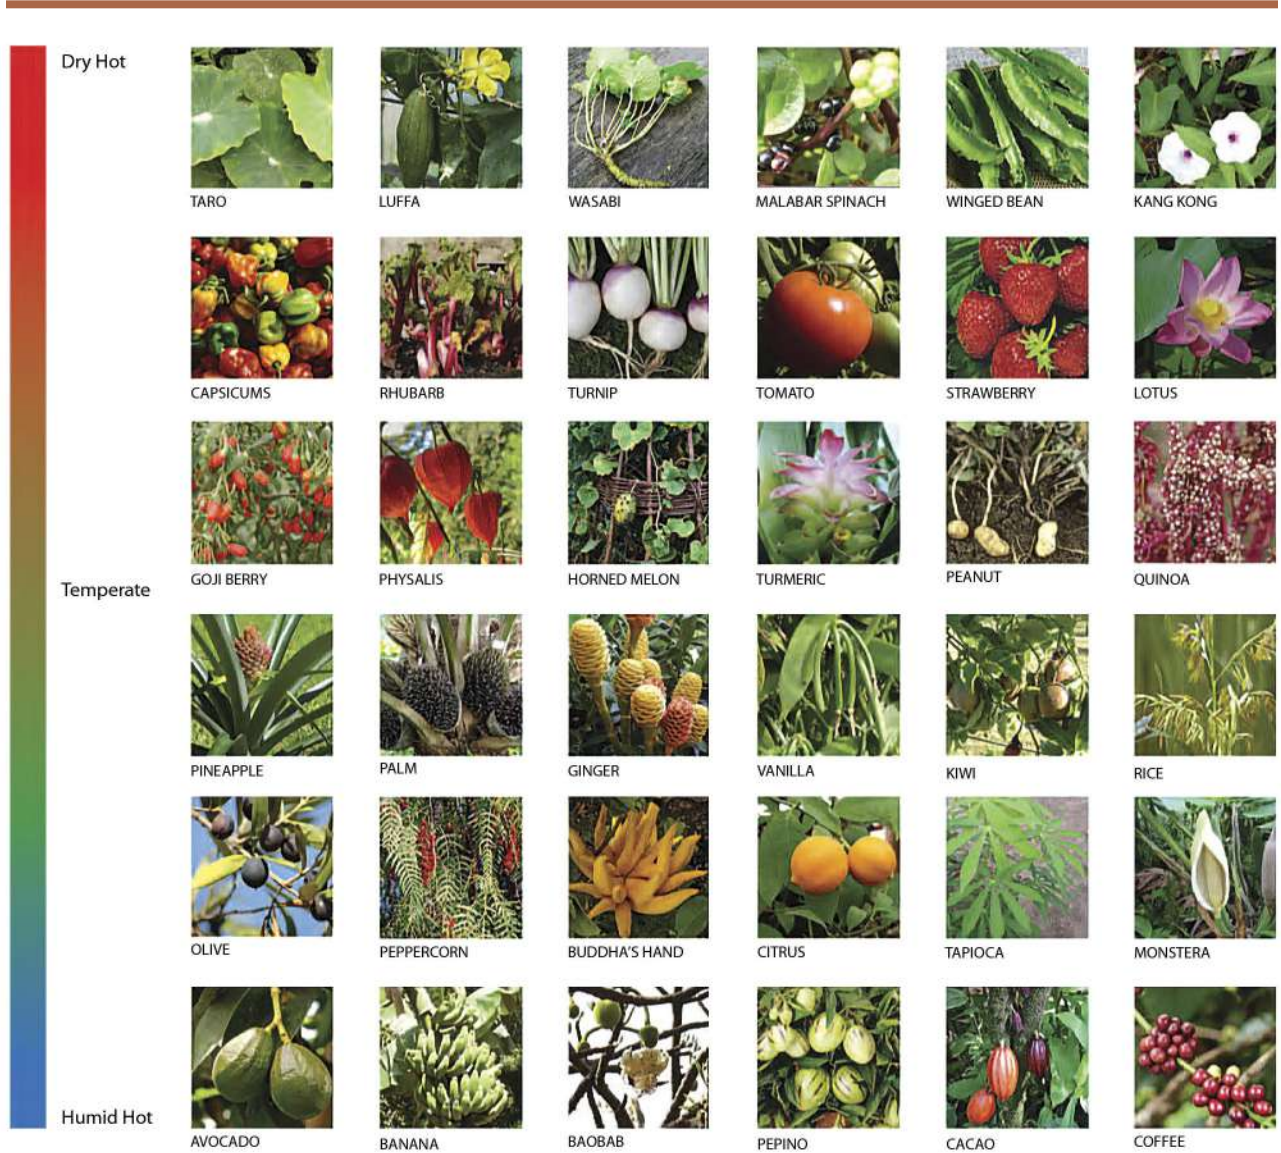 Dry Hot
TARO
LUFFA
WASABI
MALABAR SPINACH
WINGED BEAN
KANG KONG
CAPSICUMS
RHUBARB
TURNIP
TOMATO
STRAWBERRY
LOTUS
GOJI BERRY
PHYSALIS
HORNED MELON
TURMERIC
PEANUT
QUINOA
Temperate
PINEAPPLE
PALM
GINGER
VANILLA
KIWI
RICE
OLIVE
PEPPERCORN
BUDDHA'S HAND
CITRUS
TAPIOCA
MONSTERA
Humid Hot
AVOCADO
BANANA
BAOBAB
PEPINO
CACAO
COFFEE